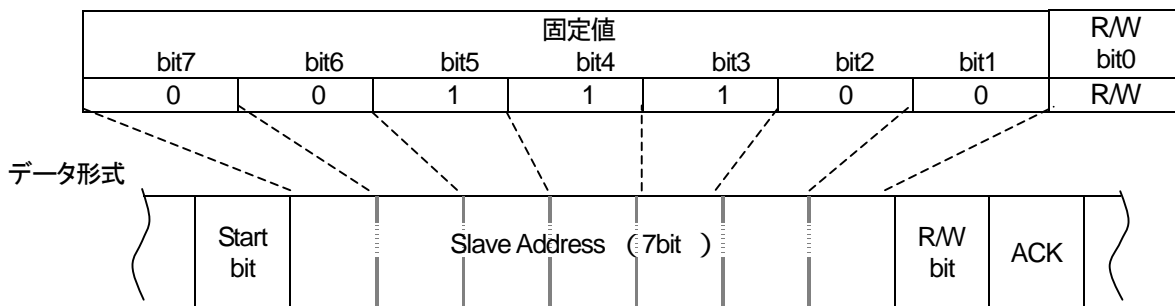 固定値 R/W
bit7 bit6 bit5 bit4 bit3 bit2 bit1 bit0
0 0 1 1 1 0 0 R/W
データ形式
Start bit
Slave Address （7bit ）
R/W bit
ACK